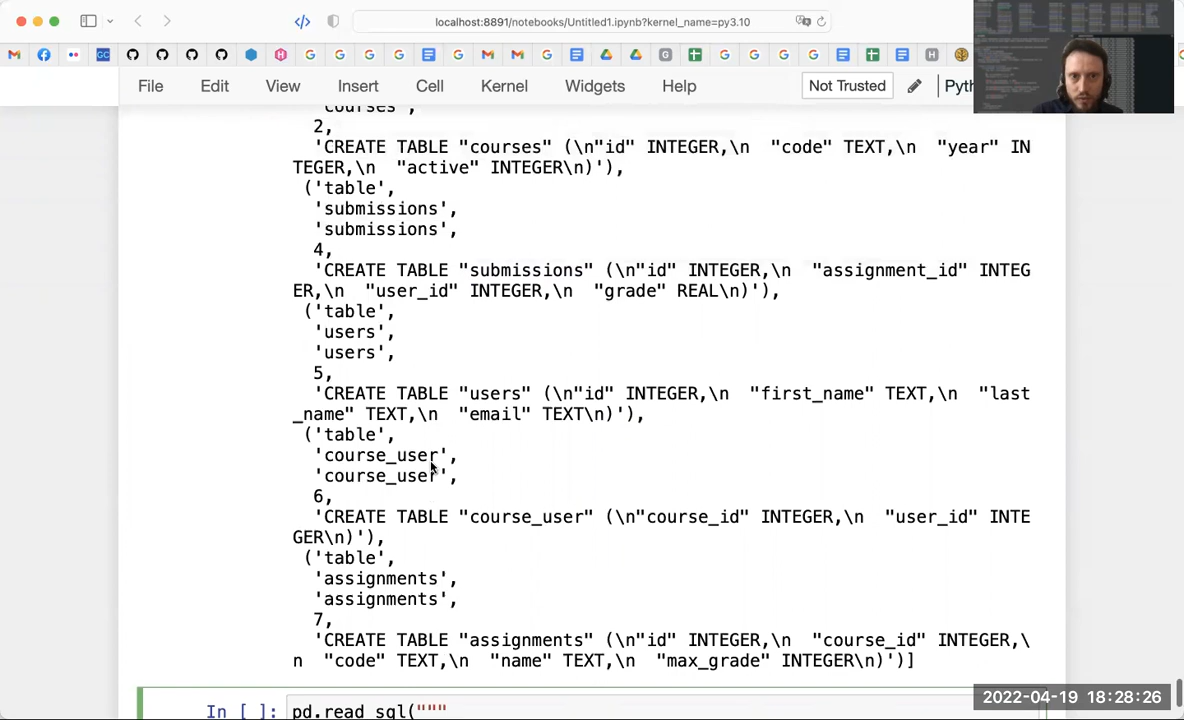 localhost:8891/notebooks/Untitled1.ipynb?kernel_name=py3.10
File Edit View Insert Cell Kernel Widgets Help Not Trusted
courses',
2,
'CREATE TABLE "courses" (\n"id" INTEGER,\n  "code" TEXT,\n  "year" IN
TEGER,\n  "active" INTEGER\n)'),
('table',
'submissions',
'submissions',
4,
'CREATE TABLE "submissions" (\n"id" INTEGER,\n  "assignment_id" INTEG
ER,\n  "user_id" INTEGER,\n  "grade" REAL\n)'),
('table',
'users',
'users',
5,
'CREATE TABLE "users" (\n"id" INTEGER,\n  "first_name" TEXT,\n  "last
_name" TEXT,\n  "email" TEXT\n)'),
('table',
'course_user',
'course_user',
6,
'CREATE TABLE "course_user" (\n"course_id" INTEGER,\n  "user_id" INTE
GER\n)'),
('table',
'assignments',
'assignments',
7,
'CREATE TABLE "assignments" (\n"id" INTEGER,\n  "course_id" INTEGER,\
n  "code" TEXT,\n  "name" TEXT,\n  "max_grade" INTEGER\n)')]
In [ ]: pd.read_sql("""
2022-04-19 18:28:26